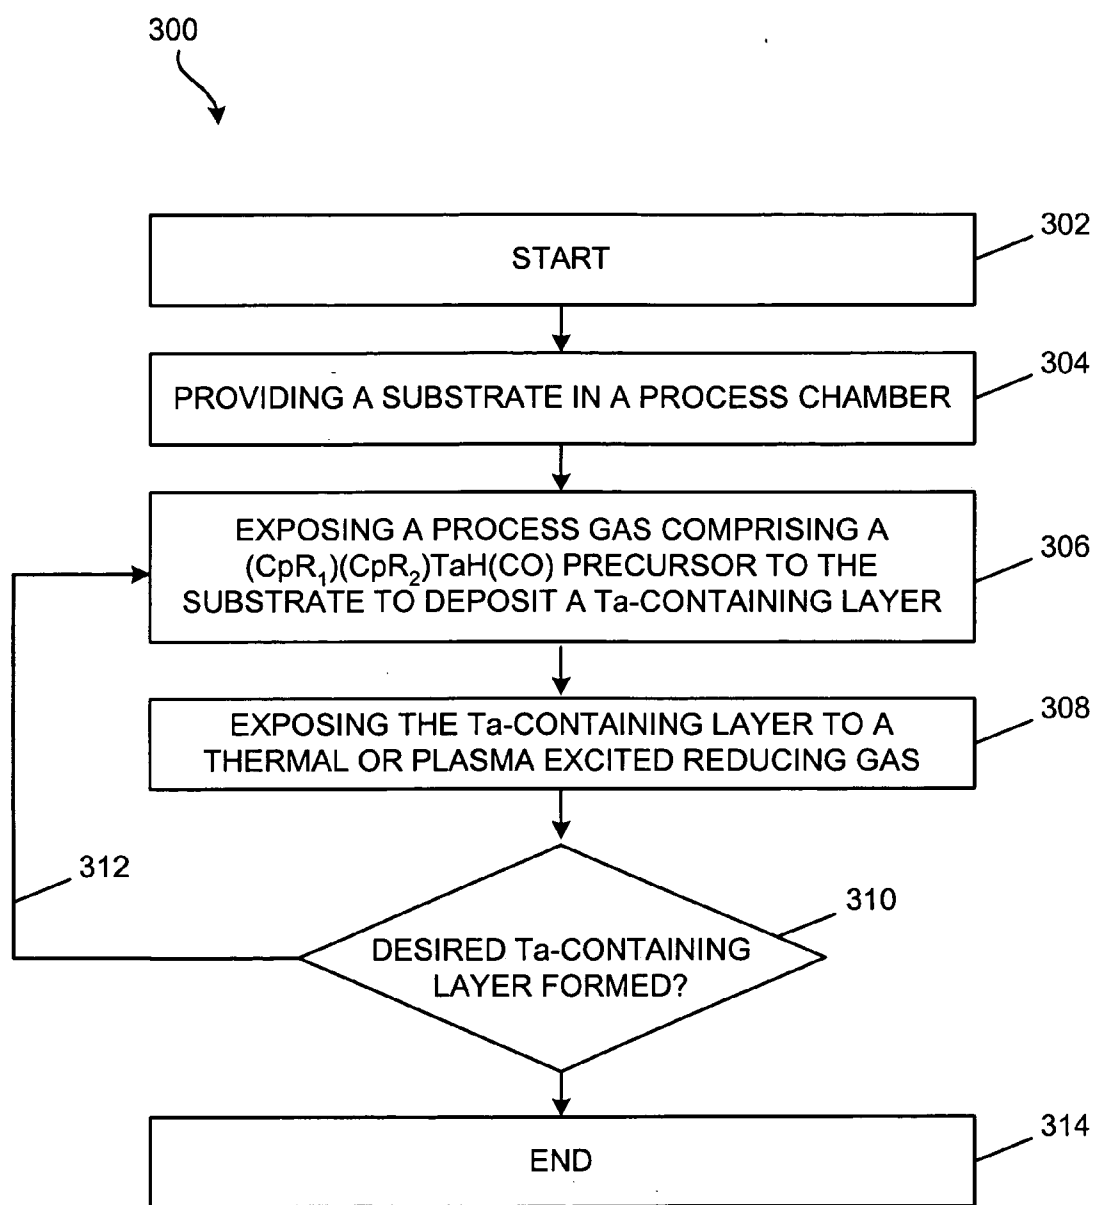 300
START
302
PROVIDING A SUBSTRATE IN A PROCESS CHAMBER
304
EXPOSING A PROCESS GAS COMPRISING A
(CpR₁)(CpR₂)TaH(CO) PRECURSOR TO THE
SUBSTRATE TO DEPOSIT A Ta-CONTAINING LAYER
306
EXPOSING THE Ta-CONTAINING LAYER TO A
THERMAL OR PLASMA EXCITED REDUCING GAS
308
312
310
DESIRED Ta-CONTAINING
LAYER FORMED?
END
314